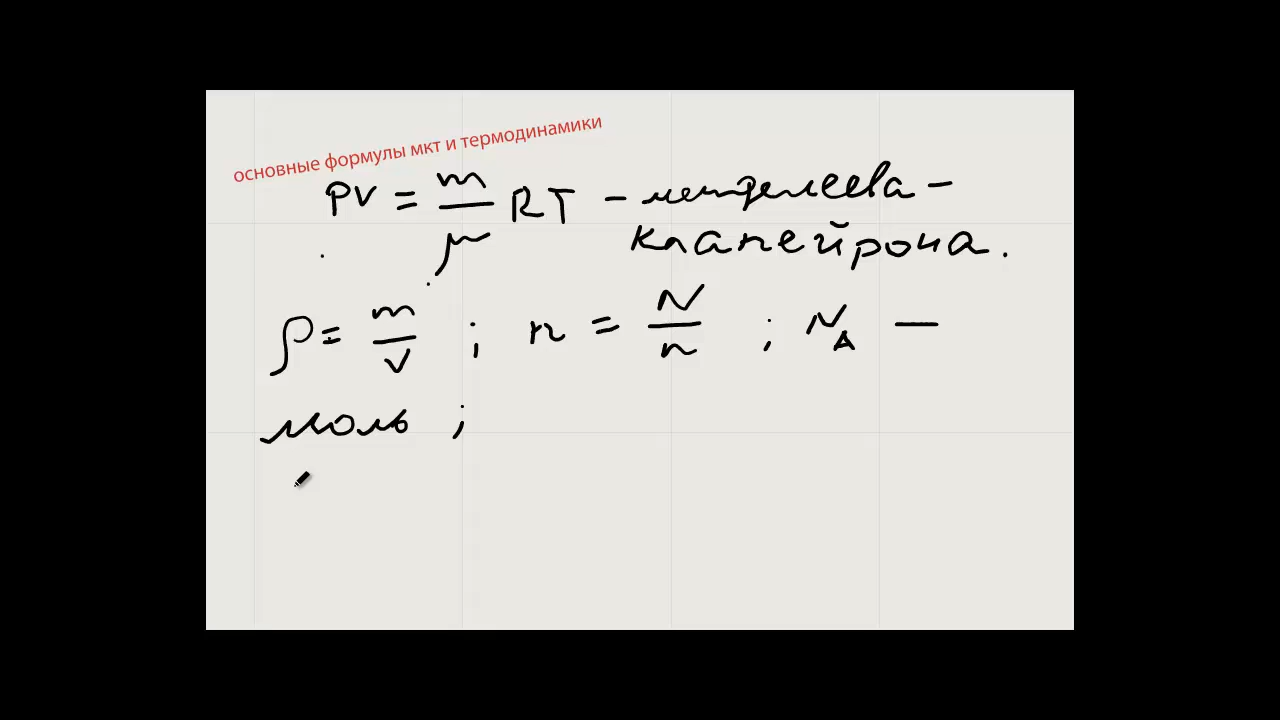 основные формулы мкт и термодинамики
PV = m/μ RT – менделеева –
клапейрона.
ρ = m/V ; n = N/n ; N_A —
моль ;